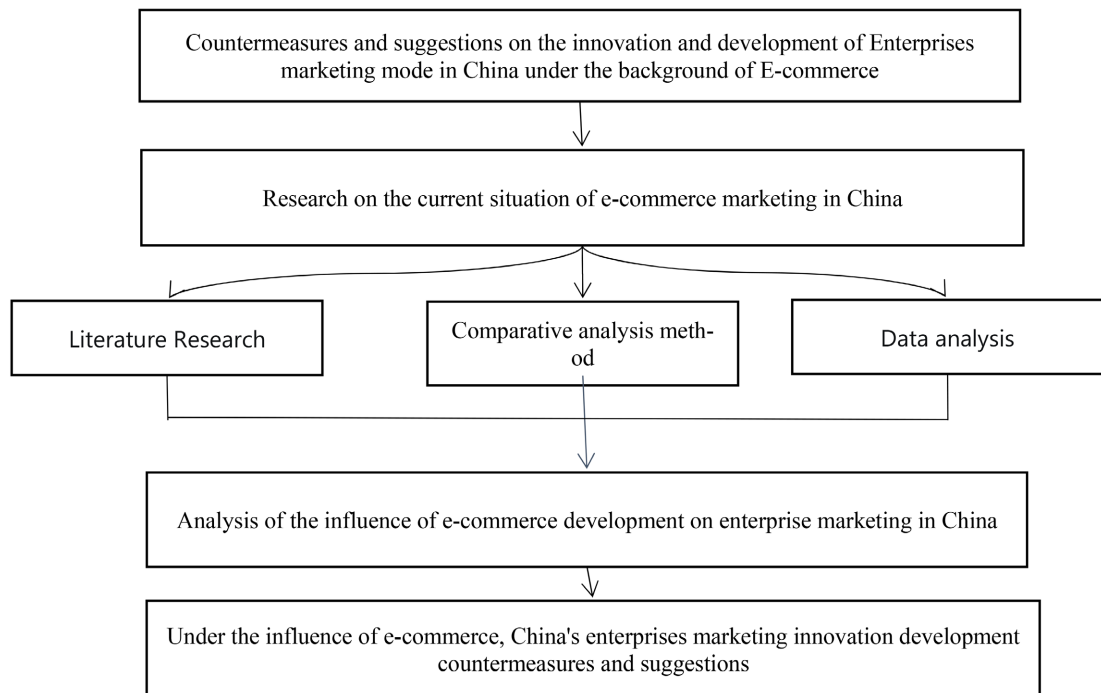 Countermeasures and suggestions on the innovation and development of Enterprises
marketing mode in China under the background of E-commerce
Research on the current situation of e-commerce marketing in China
Literature Research
Comparative analysis meth-
od
Data analysis
Analysis of the influence of e-commerce development on enterprise marketing in China
Under the influence of e-commerce, China's enterprises marketing innovation development
countermeasures and suggestions